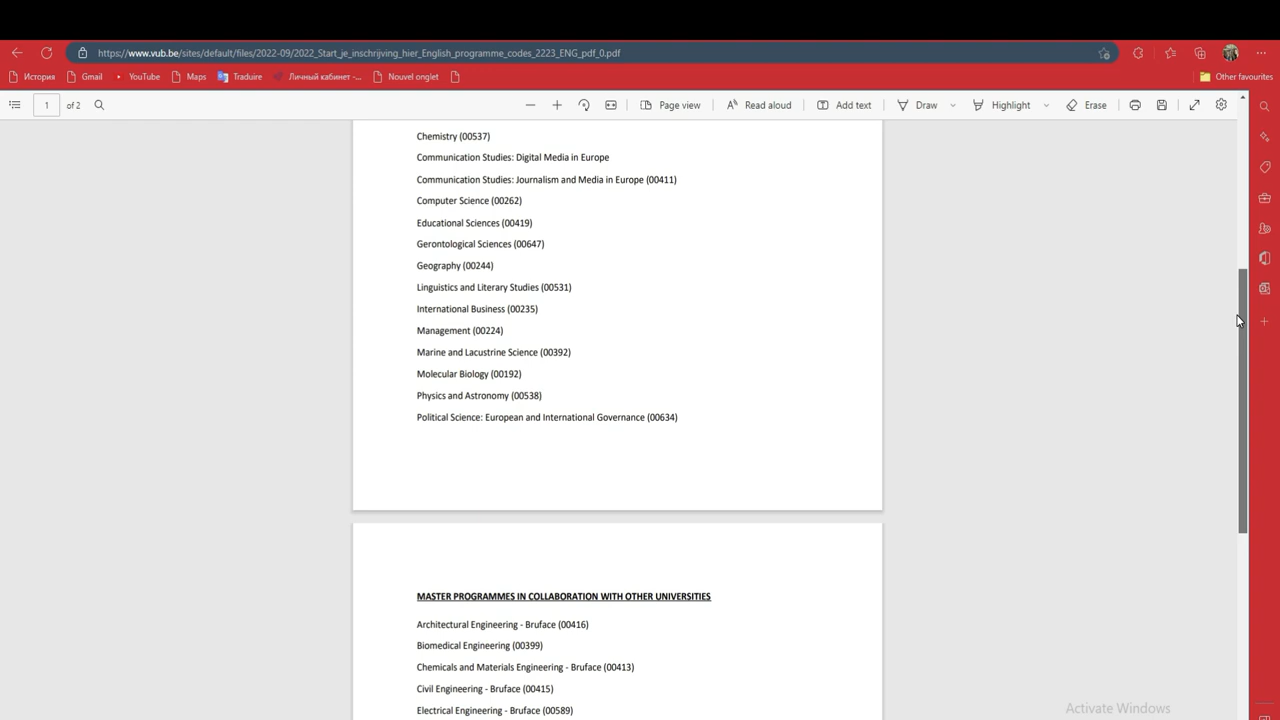 https://www.vub.be/sites/default/files/2022-09/2022_Start_je_inschrijving_hier_English_programme_codes_2223_ENG_pdf_0.pdf
История Gmail YouTube Maps Traduire Личный кабинет -... Nouvel onglet Other favourites
1 of 2 Page view Read aloud Add text Draw Highlight Erase
Chemistry (00537)
Communication Studies: Digital Media in Europe
Communication Studies: Journalism and Media in Europe (00411)
Computer Science (00262)
Educational Sciences (00419)
Gerontological Sciences (00647)
Geography (00244)
Linguistics and Literary Studies (00531)
International Business (00235)
Management (00224)
Marine and Lacustrine Science (00392)
Molecular Biology (00192)
Physics and Astronomy (00538)
Political Science: European and International Governance (00634)
MASTER PROGRAMMES IN COLLABORATION WITH OTHER UNIVERSITIES
Architectural Engineering - Bruface (00416)
Biomedical Engineering (00399)
Chemicals and Materials Engineering - Bruface (00413)
Civil Engineering - Bruface (00415)
Electrical Engineering - Bruface (00589)
Activate Windows